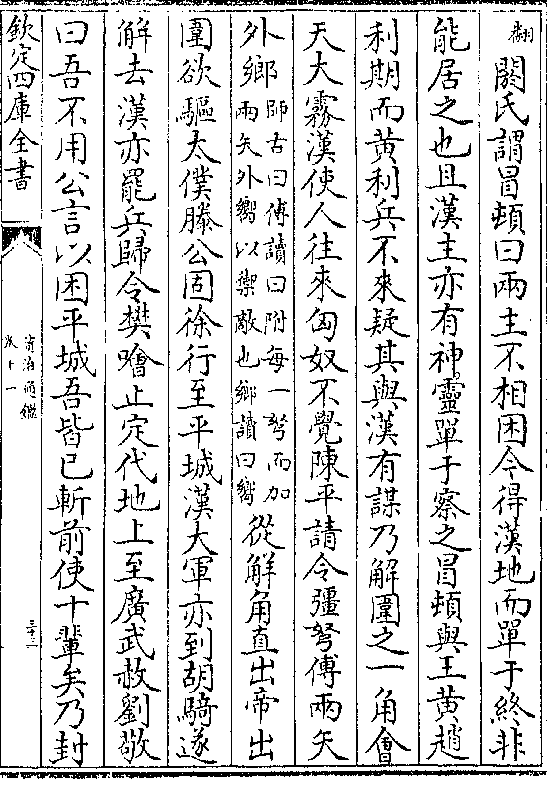 翻
閼氏謂冒頓曰兩主不相困今得漢地而單于終非
能居之也且漢主亦有神靈單于察之冒頓與王黃趙
利期而黃利兵不來疑其與漢有謀乃解圍之一角會
天大霧漢使人往來匈奴不覺陳平請令彊弩傅兩矢
外鄉師古曰傅讀曰附每一弩而加兩矢外嚮以禦敵也鄉讀曰嚮從解角直出帝出
圍欲驅太僕滕公固徐行至平城漢大軍亦到胡騎遂
解去漢亦罷兵歸令樊噲止定代地上至廣武赦劉敬
曰吾不用公言以困平城吾皆已斬前使十輩矣乃封
欽定四庫全書
資治通鑑
卷十一
三十三